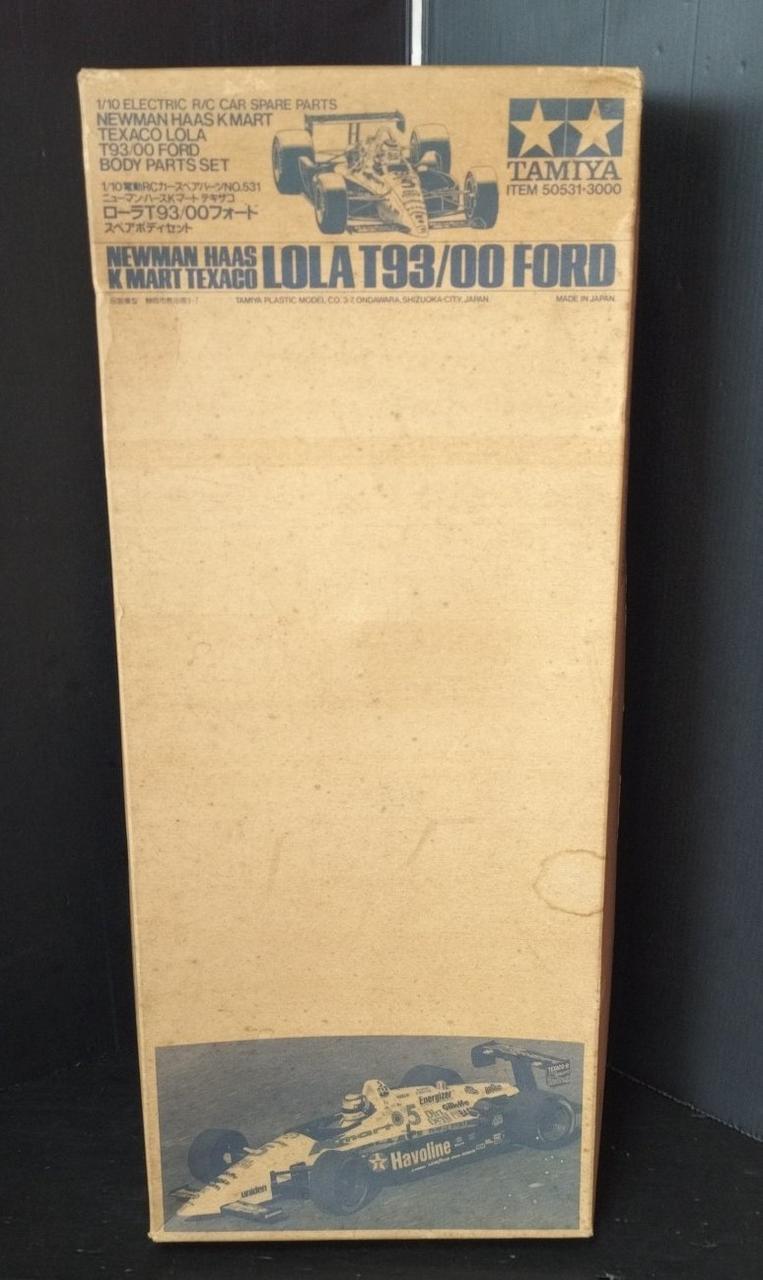 1/10 ELECTRIC R/C CAR SPARE PARTS
NEWMAN HAAS K MART
TEXACO LOLA
T93/00 FORD
BODY PARTS SET
1/10電動RCカースペアパーツNO.531
ニューマンハースKマート テキサコ
ローラT93/00フォード
スペアボディセット
TAMIYA
ITEM 50531-3000
NEWMAN HAAS
K MART TEXACO
LOLA T93/00 FORD
TAMIYA PLASTIC MODEL CO. 3-7, ONDAWARA, SHIZUOKA-CITY, JAPAN.
MADE IN JAPAN
TEXACO
Energizer
5
Gillette
Havoline
uniden